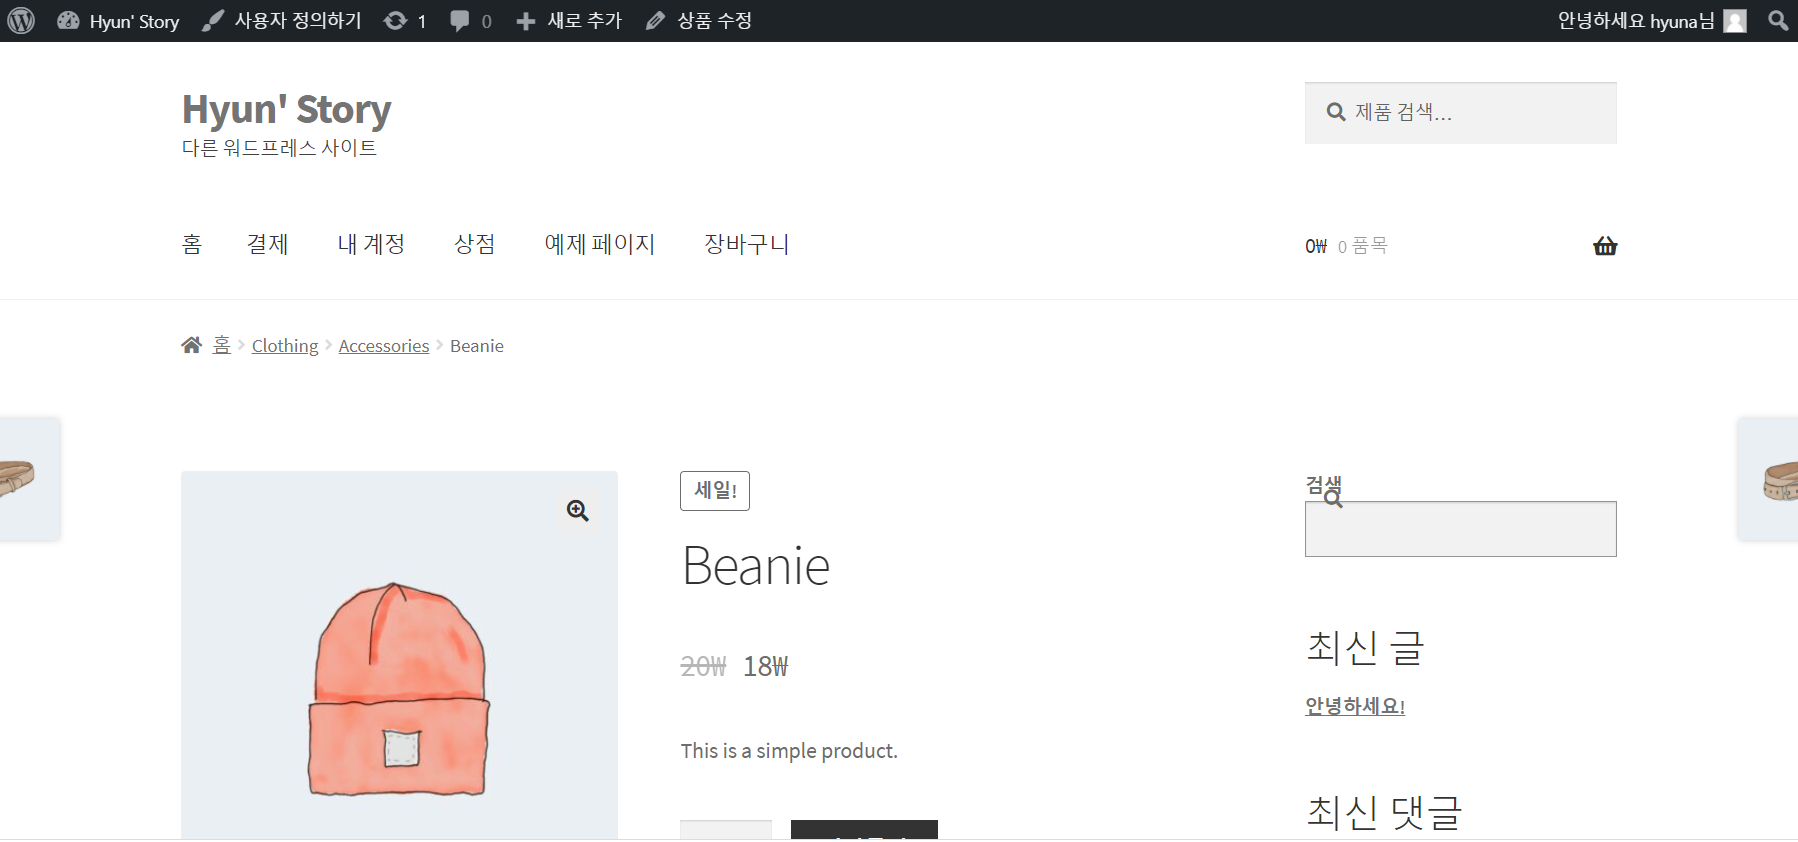 Hyun' Story 사용자 정의하기 1 0 새로 추가 상품 수정 안녕하세요 hyuna님
Hyun' Story
다른 워드프레스 사이트
제품 검색…
홈 결제 내 계정 상점 예제 페이지 장바구니
0₩ 0 품목
홈 Clothing Accessories Beanie
세일!
Beanie
20₩ 18₩
This is a simple product.
검색
최신 글
안녕하세요!
최신 댓글